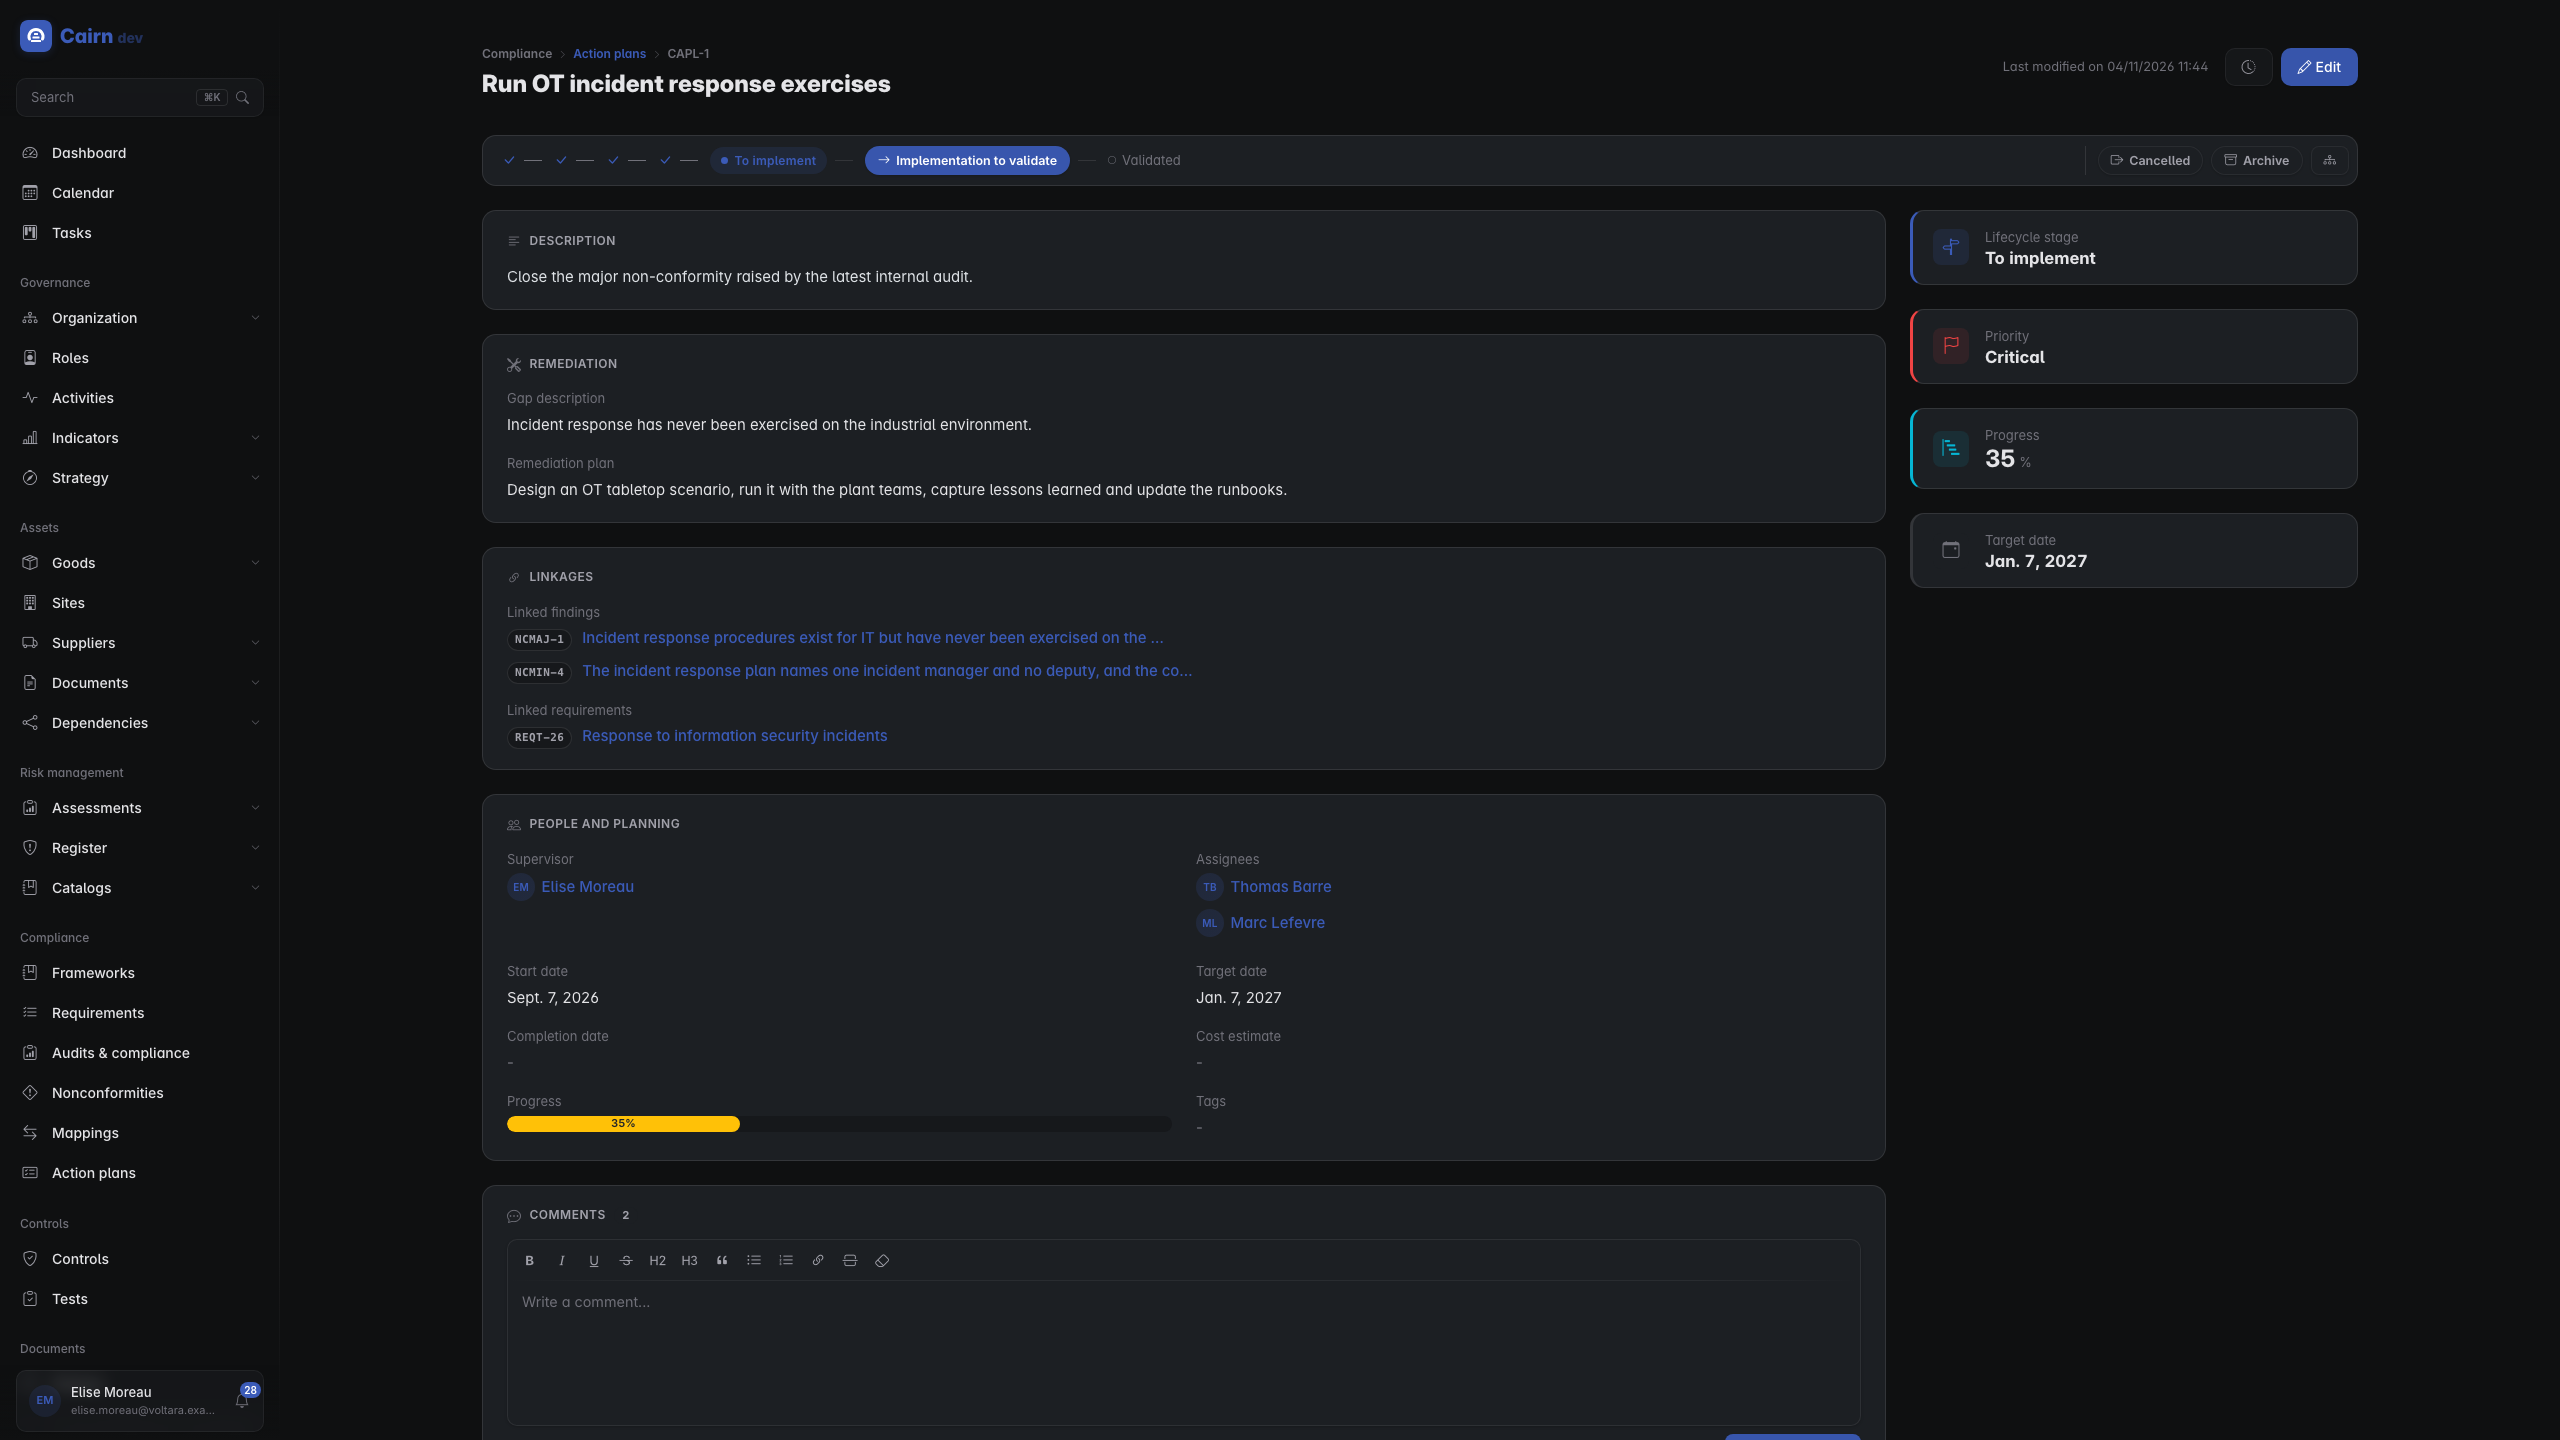 Cairn dev
Search ⌘K
Dashboard
Calendar
Tasks
Governance
Organization
Roles
Activities
Indicators
Strategy
Assets
Goods
Sites
Suppliers
Documents
Dependencies
Risk management
Assessments
Register
Catalogs
Compliance
Frameworks
Requirements
Audits & compliance
Nonconformities
Mappings
Action plans
Controls
Controls
Tests
Documents
EM Elise Moreau 28
elise.moreau@voltara.exa...
Compliance > Action plans > CAPL-1
Run OT incident response exercises
Last modified on 04/11/2026 11:44
Edit
To implement
Implementation to validate
Validated
Cancelled
Archive
DESCRIPTION
Close the major non-conformity raised by the latest internal audit.
REMEDIATION
Gap description
Incident response has never been exercised on the industrial environment.
Remediation plan
Design an OT tabletop scenario, run it with the plant teams, capture lessons learned and update the runbooks.
LINKAGES
Linked findings
NCMAJ-1 Incident response procedures exist for IT but have never been exercised on the ...
NCMIN-4 The incident response plan names one incident manager and no deputy, and the co...
Linked requirements
REQT-26 Response to information security incidents
PEOPLE AND PLANNING
Supervisor
EM Elise Moreau
Assignees
TB Thomas Barre
ML Marc Lefevre
Start date
Sept. 7, 2026
Target date
Jan. 7, 2027
Completion date
-
Cost estimate
-
Progress
35%
Tags
-
COMMENTS 2
B I U S H2 H3
Write a comment...
Lifecycle stage
To implement
Priority
Critical
Progress
35 %
Target date
Jan. 7, 2027